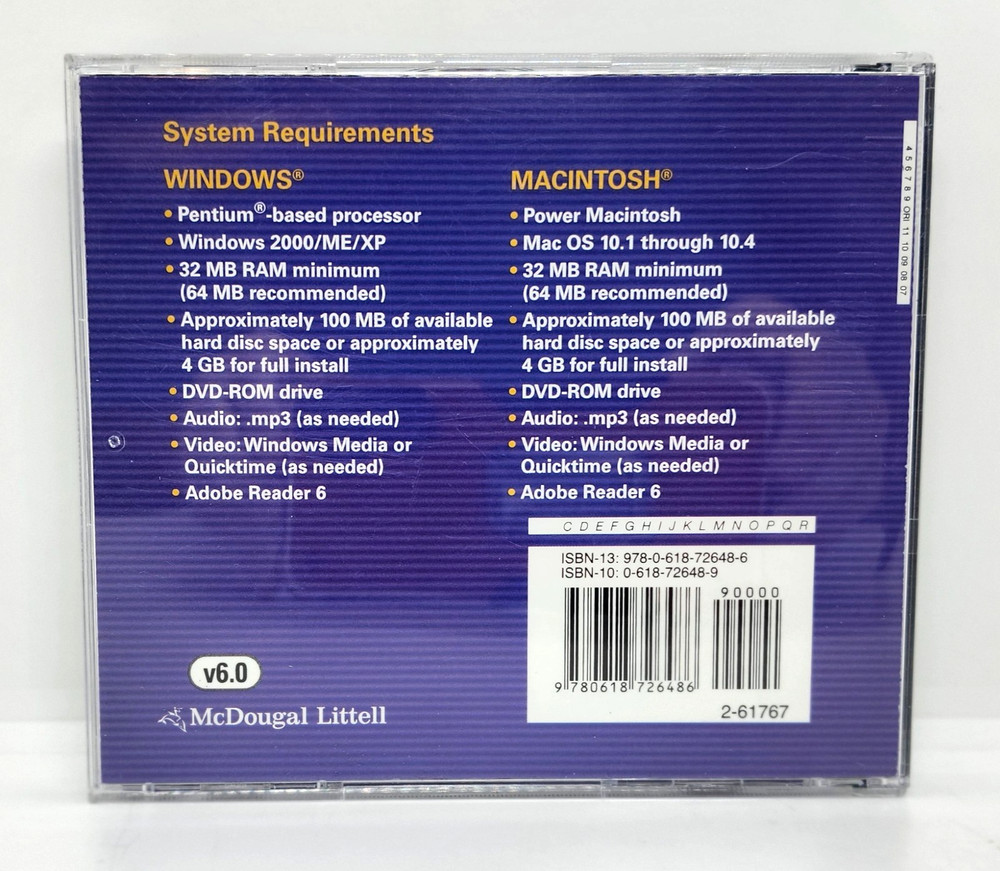 System Requirements
WINDOWS®
• Pentium®-based processor
• Windows 2000/ME/XP
• 32 MB RAM minimum
(64 MB recommended)
• Approximately 100 MB of available
hard disc space or approximately
4 GB for full install
• DVD-ROM drive
• Audio: .mp3 (as needed)
• Video: Windows Media or
Quicktime (as needed)
• Adobe Reader 6
MACINTOSH®
• Power Macintosh
• Mac OS 10.1 through 10.4
• 32 MB RAM minimum
(64 MB recommended)
• Approximately 100 MB of available
hard disc space or approximately
4 GB for full install
• DVD-ROM drive
• Audio: .mp3 (as needed)
• Video: Windows Media or
Quicktime (as needed)
• Adobe Reader 6
4 5 6 7 8 9 QRI 11 10 09 08 07
C D E F G H I J K L M N O P Q R
ISBN-13: 978-0-618-72648-6
ISBN-10: 0-618-72648-9
90000
9 780618 726486
2-61767
v6.0
McDougal Littell